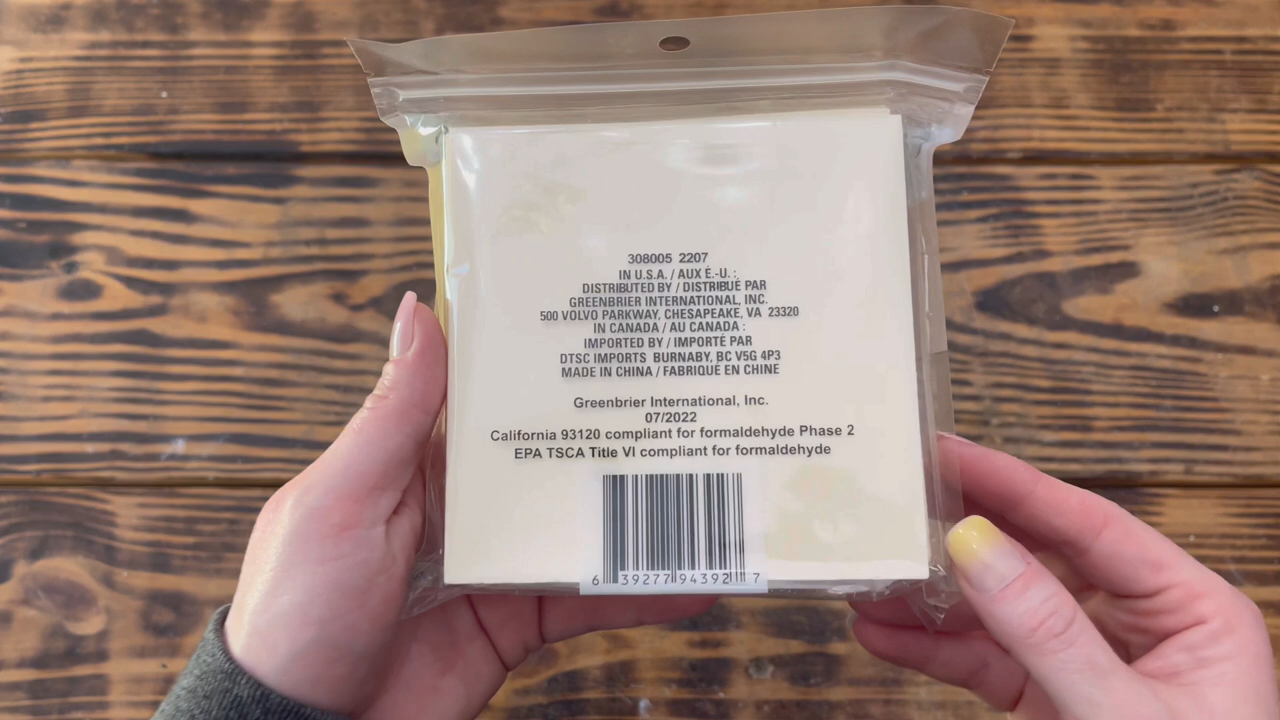 308005 2207
IN U.S.A. / AUX É.-U. :
DISTRIBUTED BY / DISTRIBUÉ PAR
GREENBRIER INTERNATIONAL, INC.
500 VOLVO PARKWAY, CHESAPEAKE, VA 23320
IN CANADA / AU CANADA :
IMPORTED BY / IMPORTÉ PAR
DTSC IMPORTS BURNABY, BC V5G 4P3
MADE IN CHINA / FABRIQUÉ EN CHINE
Greenbrier International, Inc.
07/2022
California 93120 compliant for formaldehyde Phase 2
EPA TSCA Title VI compliant for formaldehyde
6 39277 94392 7